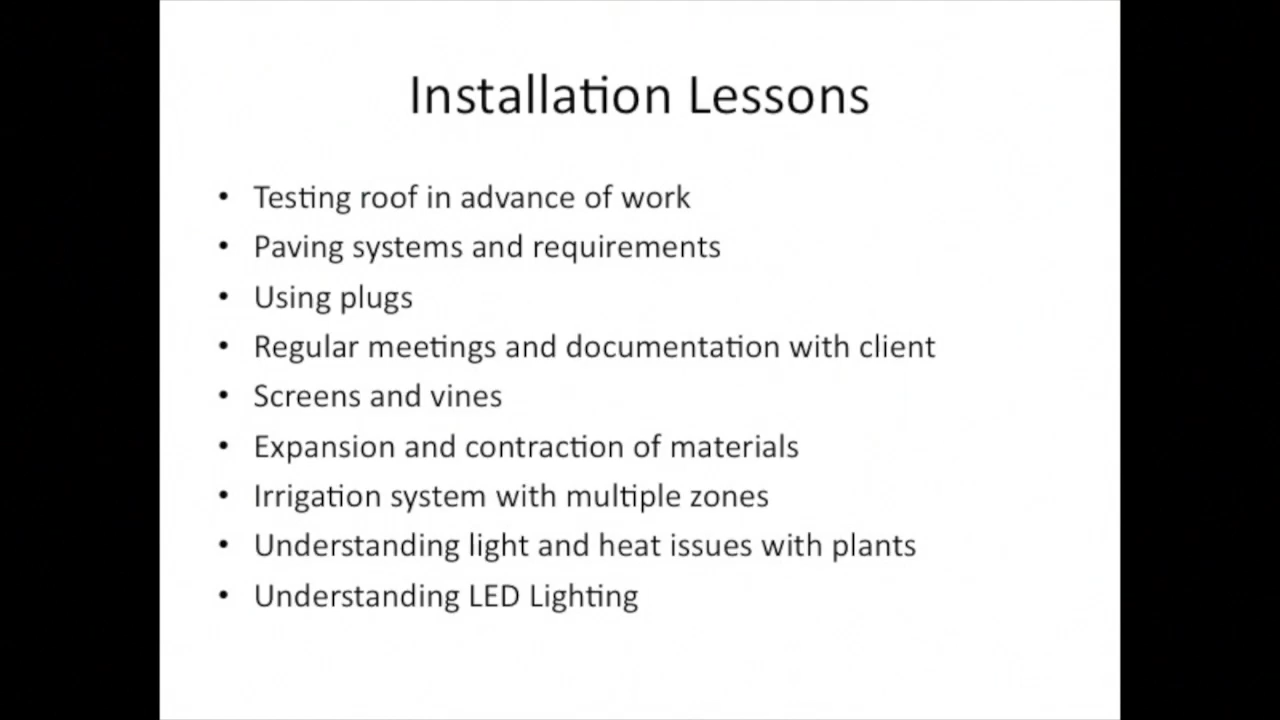 Installation Lessons
• Testing roof in advance of work
• Paving systems and requirements
• Using plugs
• Regular meetings and documentation with client
• Screens and vines
• Expansion and contraction of materials
• Irrigation system with multiple zones
• Understanding light and heat issues with plants
• Understanding LED Lighting